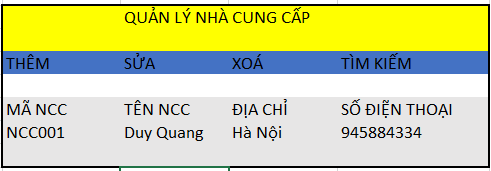 QUẢN LÝ NHÀ CUNG CẤP
THÊM SỬA XOÁ TÌM KIẾM
MÃ NCC TÊN NCC ĐỊA CHỈ SỐ ĐIỆN THOẠI
NCC001 Duy Quang Hà Nội 945884334